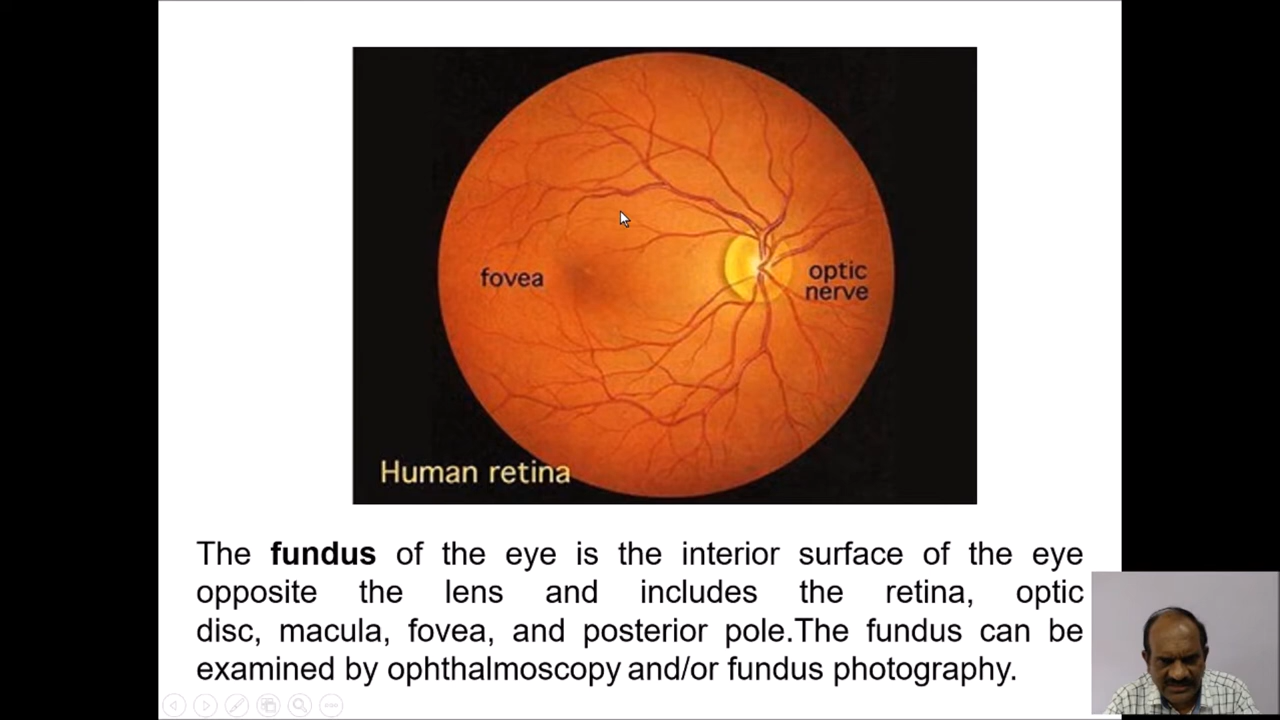 fovea
optic
nerve
Human retina
The fundus of the eye is the interior surface of the eye
opposite the lens and includes the retina, optic
disc, macula, fovea, and posterior pole.The fundus can be
examined by ophthalmoscopy and/or fundus photography.